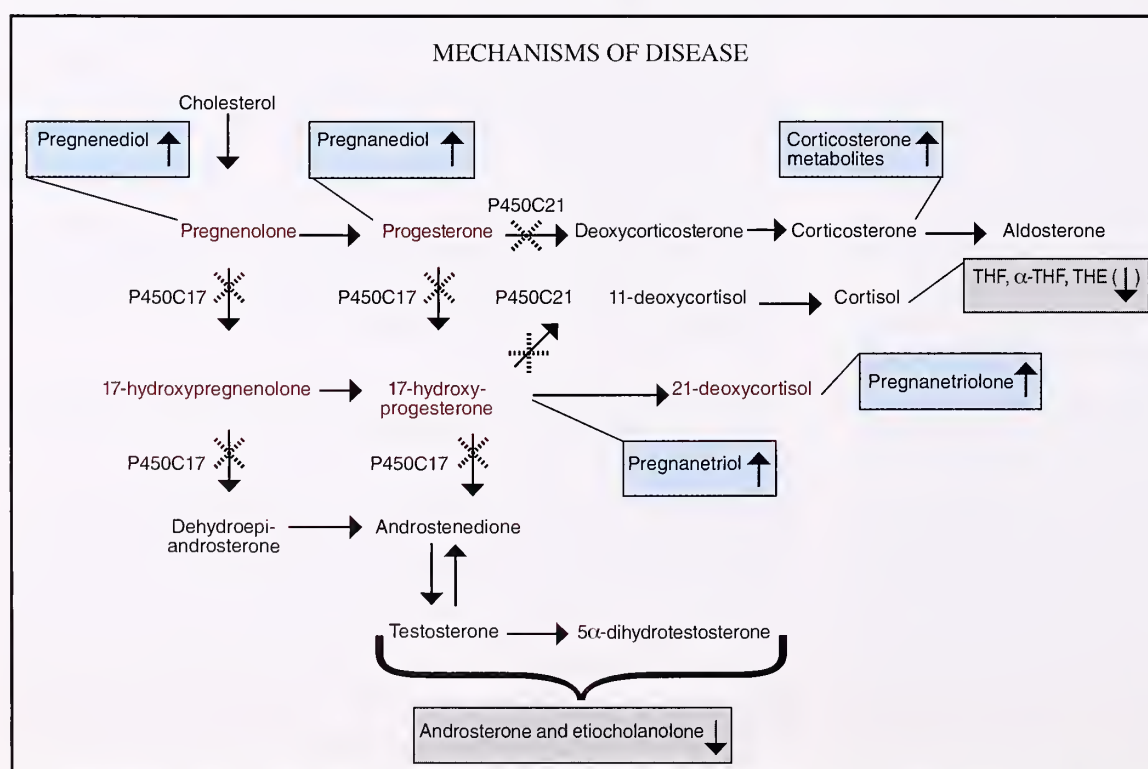 MECHANISMS OF DISEASE
Cholesterol
Pregnenediol
Pregnanediol
Corticosterone
metabolites
P450C21
Pregnenolone
Progesterone
Deoxycorticosterone
Corticosterone
Aldosterone
P450C17
P450C17
P450C21
11-deoxycortisol
Cortisol
THF, α-THF, THE (↓)
17-hydroxypregnenolone
17-hydroxy-
progesterone
21-deoxycortisol
Pregnanetriolone
P450C17
P450C17
Pregnanetriol
Dehydroepi-
androsterone
Androstenedione
Testosterone
5α-dihydrotestosterone
Androsterone and etiocholanolone